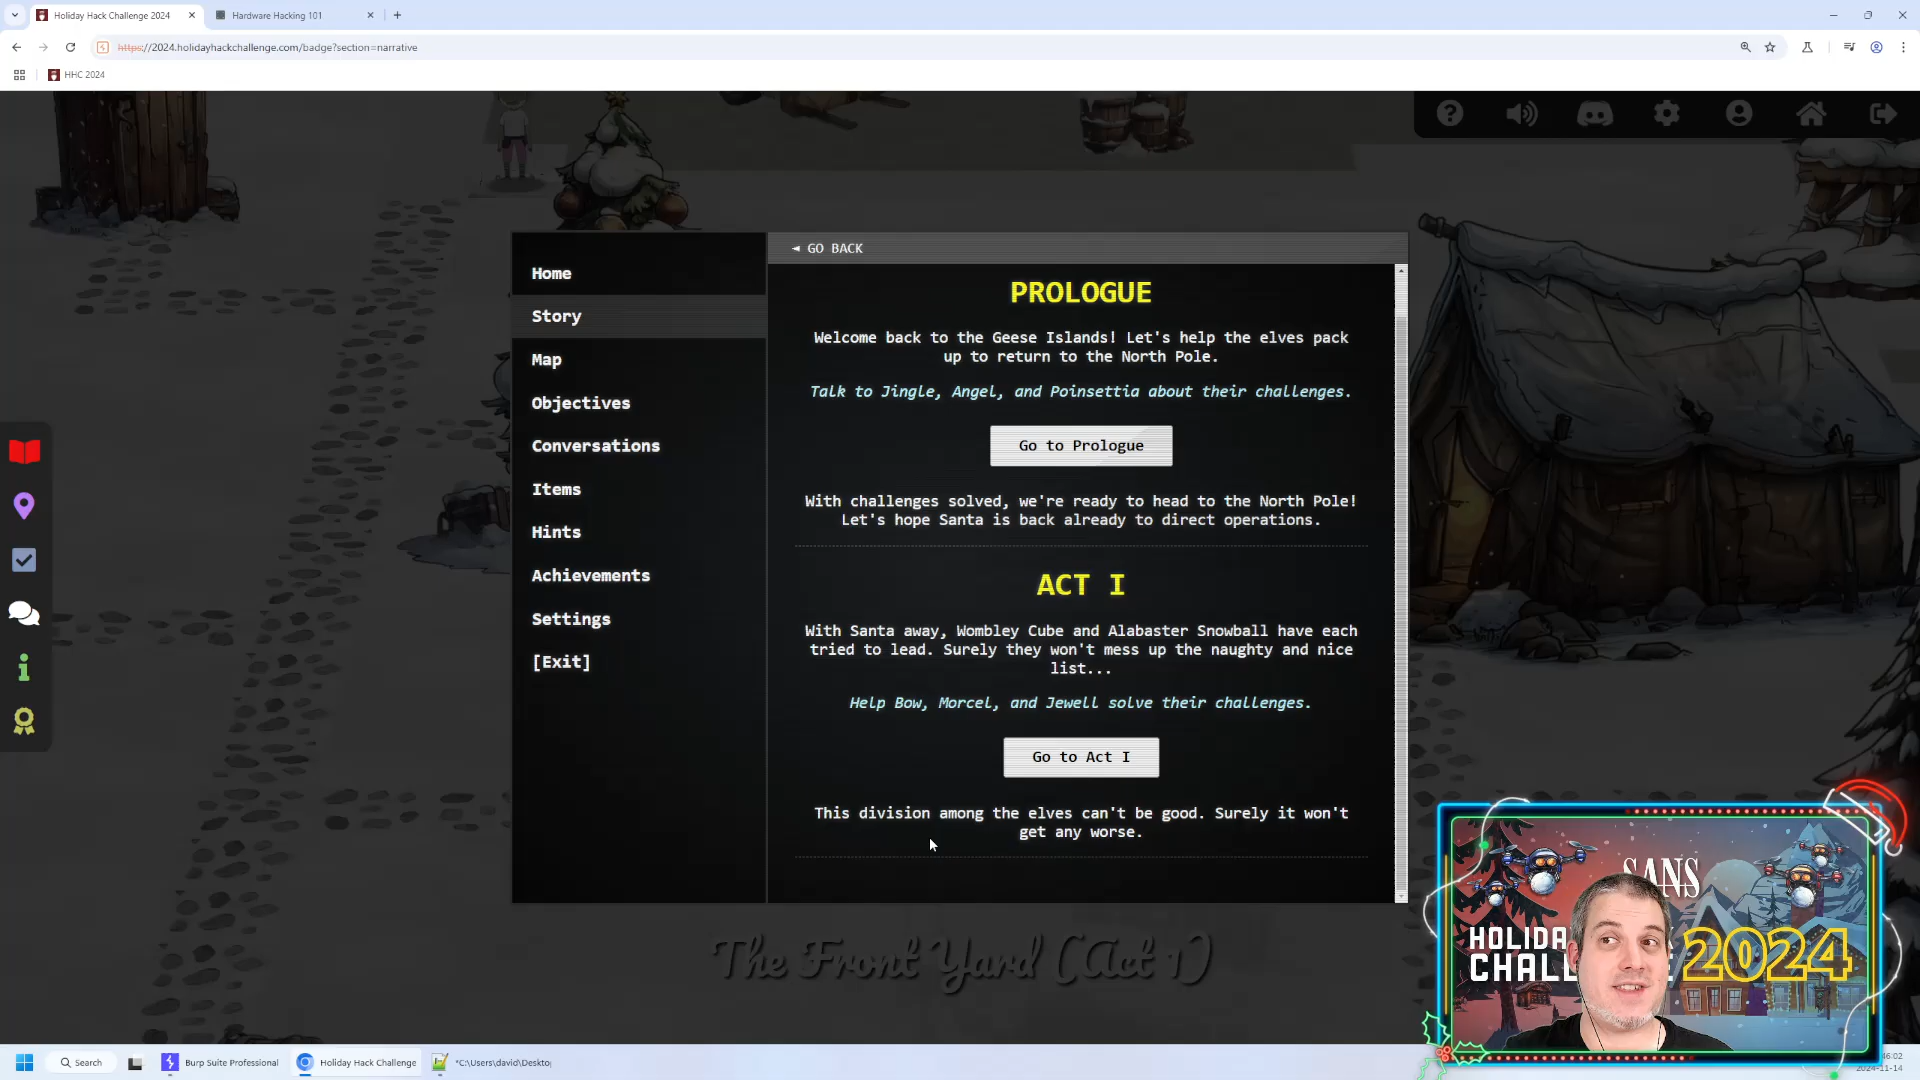 Holiday Hack Challenge 2024
Hardware Hacking 101
https://2024.holidayhackchallenge.com/badge?section=narrative
HHC 2024
Home
Story
Map
Objectives
Conversations
Items
Hints
Achievements
Settings
[Exit]
◄ GO BACK
PROLOGUE
Welcome back to the Geese Islands! Let's help the elves pack
up to return to the North Pole.
Talk to Jingle, Angel, and Poinsettia about their challenges.
Go to Prologue
With challenges solved, we're ready to head to the North Pole!
Let's hope Santa is back already to direct operations.
ACT I
With Santa away, Wombley Cube and Alabaster Snowball have each
tried to lead. Surely they won't mess up the naughty and nice
list...
Help Bow, Morcel, and Jewell solve their challenges.
Go to Act I
This division among the elves can't be good. Surely it won't
get any worse.
The Front Yard (Act 1)
SANS
HOLIDA
CHALL
2024
Search
Burp Suite Professional
Holiday Hack Challenge
*C:\Users\david\Deskto
46:02
2024-11-14